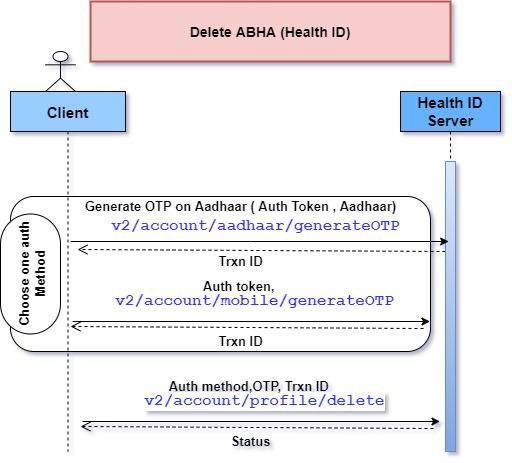 Delete ABHA (Health ID)
Client
Health ID
Server
Generate OTP on Aadhaar ( Auth Token , Aadhaar)
v2/account/aadhaar/generateOTP
Trxn ID
Choose one auth
Method
Auth token,
v2/account/mobile/generateOTP
Trxn ID
Auth method,OTP, Trxn ID
v2/account/profile/delete
Status